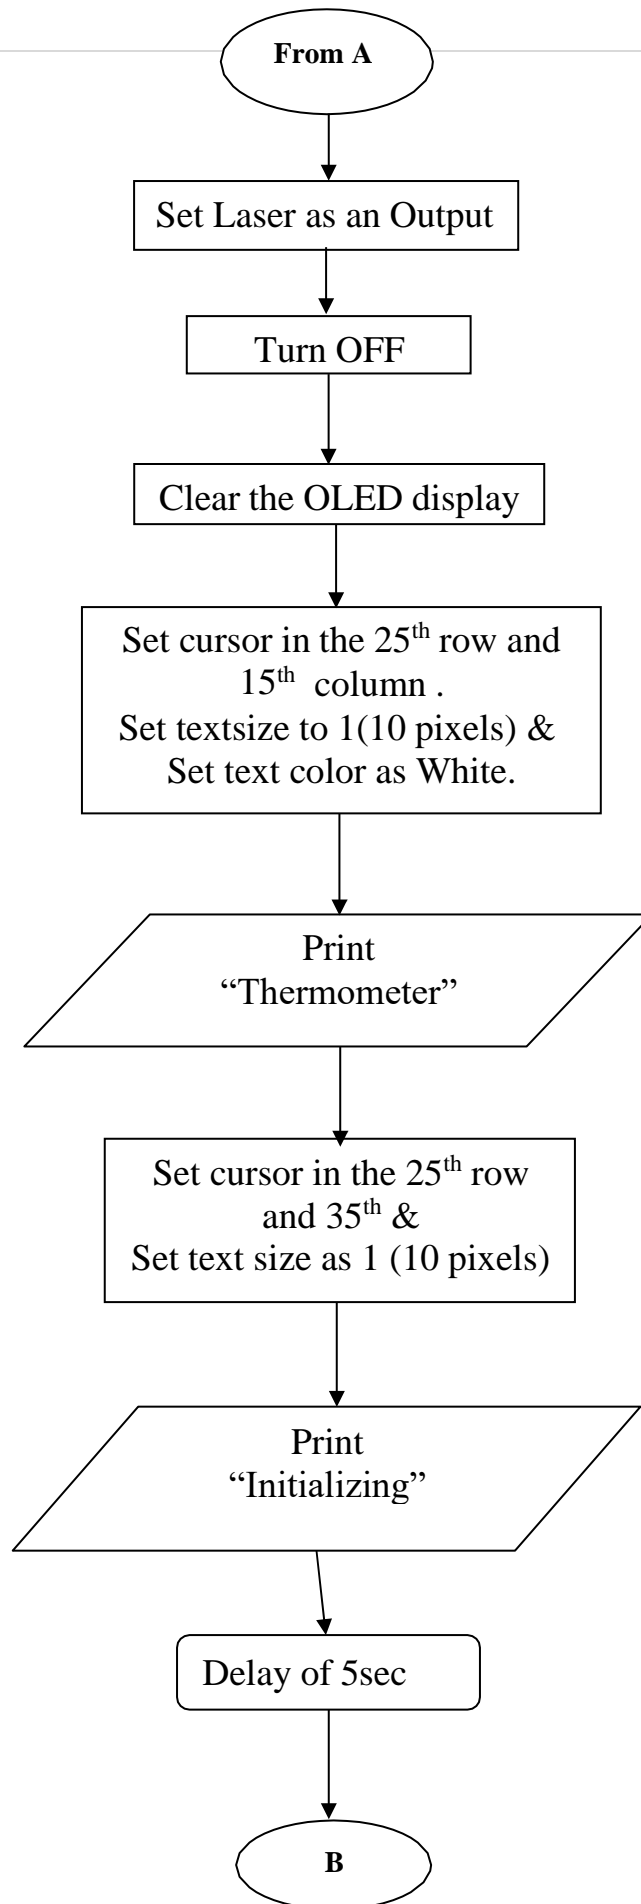 From A
Set Laser as an Output
Turn OFF
Clear the OLED display
Set cursor in the 25th row and
15th column .
Set textsize to 1(10 pixels) &
Set text color as White.
Print
“Thermometer”
Set cursor in the 25th row
and 35th &
Set text size as 1 (10 pixels)
Print
“Initializing”
Delay of 5sec
B